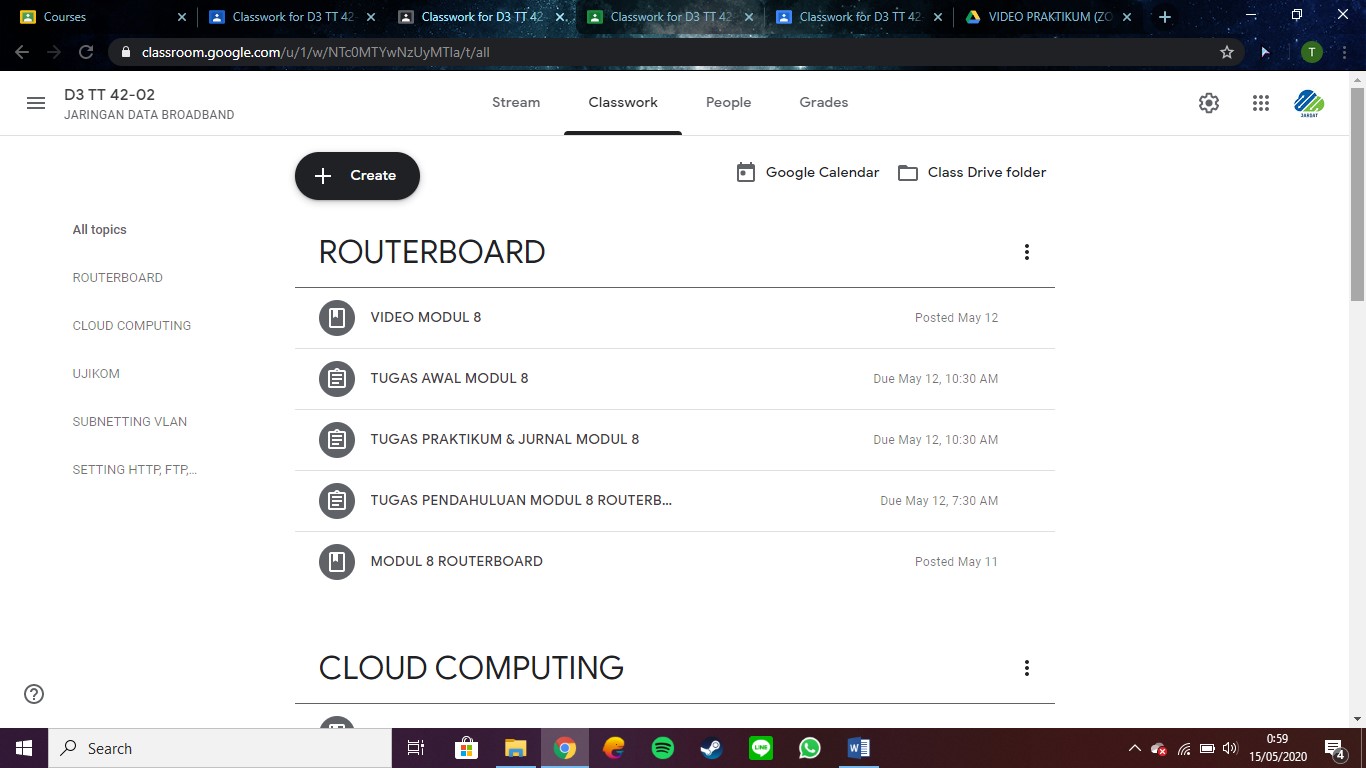 Courses
Classwork for D3 TT 42-
Classwork for D3 TT 42-
Classwork for D3 TT 42-
Classwork for D3 TT 42-
VIDEO PRAKTIKUM (ZO
classroom.google.com/u/1/w/NTc0MTYwNzUyMTIa/t/all
T
D3 TT 42-02
JARINGAN DATA BROADBAND
Stream
Classwork
People
Grades
JARDAT
Create
Google Calendar
Class Drive folder
All topics
ROUTERBOARD
CLOUD COMPUTING
UJIKOM
SUBNETTING VLAN
SETTING HTTP, FTP,...
ROUTERBOARD
VIDEO MODUL 8
Posted May 12
TUGAS AWAL MODUL 8
Due May 12, 10:30 AM
TUGAS PRAKTIKUM & JURNAL MODUL 8
Due May 12, 10:30 AM
TUGAS PENDAHULUAN MODUL 8 ROUTERB...
Due May 12, 7:30 AM
MODUL 8 ROUTERBOARD
Posted May 11
CLOUD COMPUTING
Search
LINE
0:59
15/05/2020
4